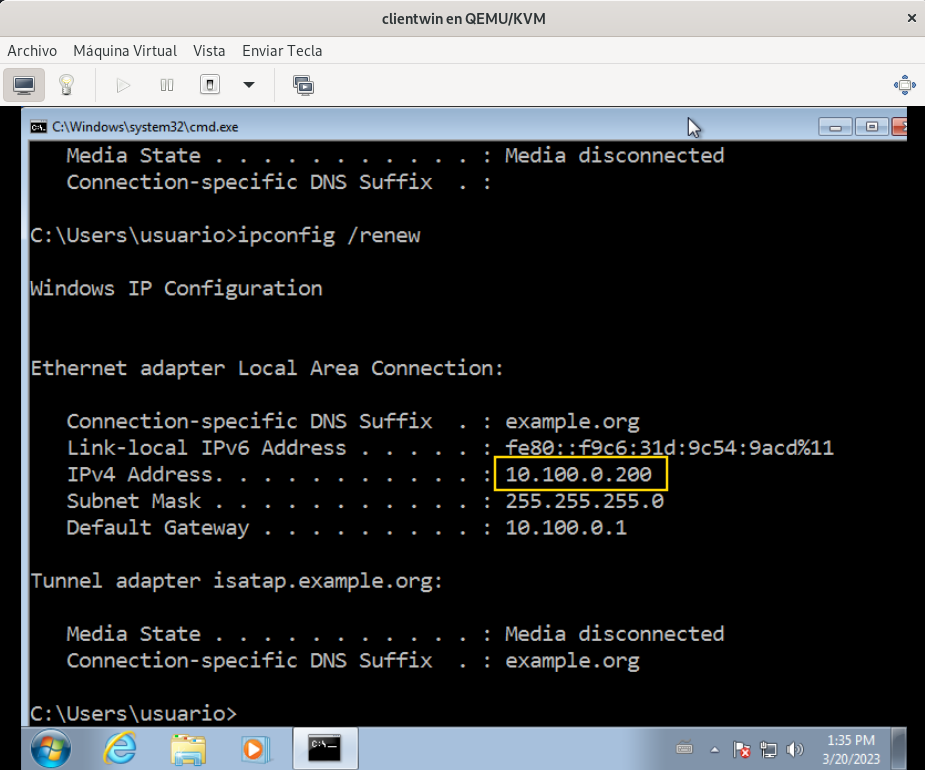 clientwin en QEMU/KVM
Archivo Máquina Virtual Vista Enviar Tecla
C:\Windows\system32\cmd.exe
Media State . . . . . . . . . . . : Media disconnected
Connection-specific DNS Suffix  . :
C:\Users\usuario>ipconfig /renew
Windows IP Configuration
Ethernet adapter Local Area Connection:
Connection-specific DNS Suffix  . : example.org
Link-local IPv6 Address . . . . . : fe80::f9c6:31d:9c54:9acd%11
IPv4 Address. . . . . . . . . . . : 10.100.0.200
Subnet Mask . . . . . . . . . . . : 255.255.255.0
Default Gateway . . . . . . . . . : 10.100.0.1
Tunnel adapter isatap.example.org:
Media State . . . . . . . . . . . : Media disconnected
Connection-specific DNS Suffix  . : example.org
C:\Users\usuario>
C:\_
1:35 PM
3/20/2023